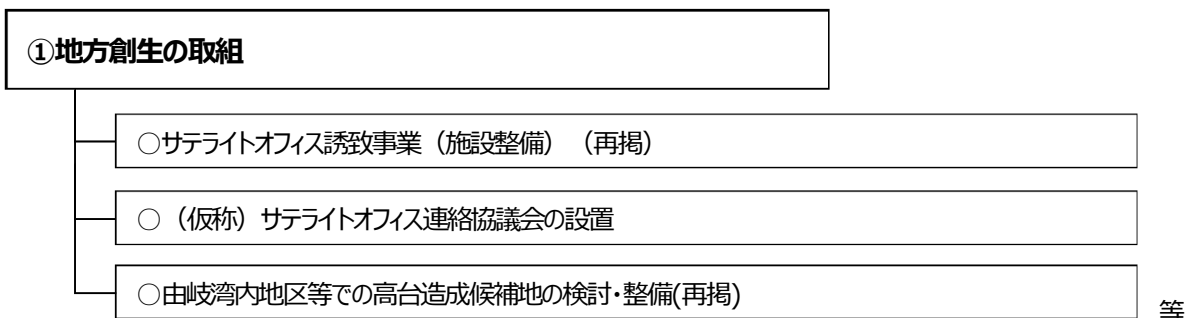 ①地方創生の取組
○サテライトオフィス誘致事業（施設整備）（再掲）
○（仮称）サテライトオフィス連絡協議会の設置
○由岐湾内地区等での高台造成候補地の検討・整備(再掲)
等